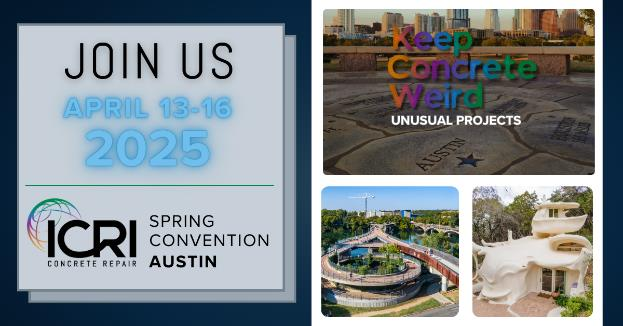 JOIN US
APRIL 13-16
2025
ICRI
CONCRETE REPAIR
SPRING
CONVENTION
AUSTIN
Keep
Concrete
Weird
UNUSUAL PROJECTS
AUSTIN